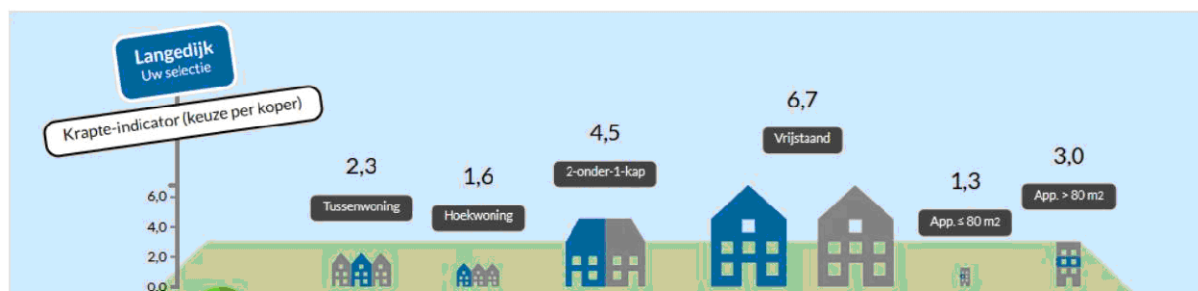 Langedijk
Uw selectie
Krapte-indicator (keuze per koper)
6,7
Vrijstaand
4,5
2-onder-1-kap
3,0
App. > 80 m2
2,3
Tussenwoning
1,6
Hoekwoning
1,3
App. ≤ 80 m2
6,0
4,0
2,0
0,0